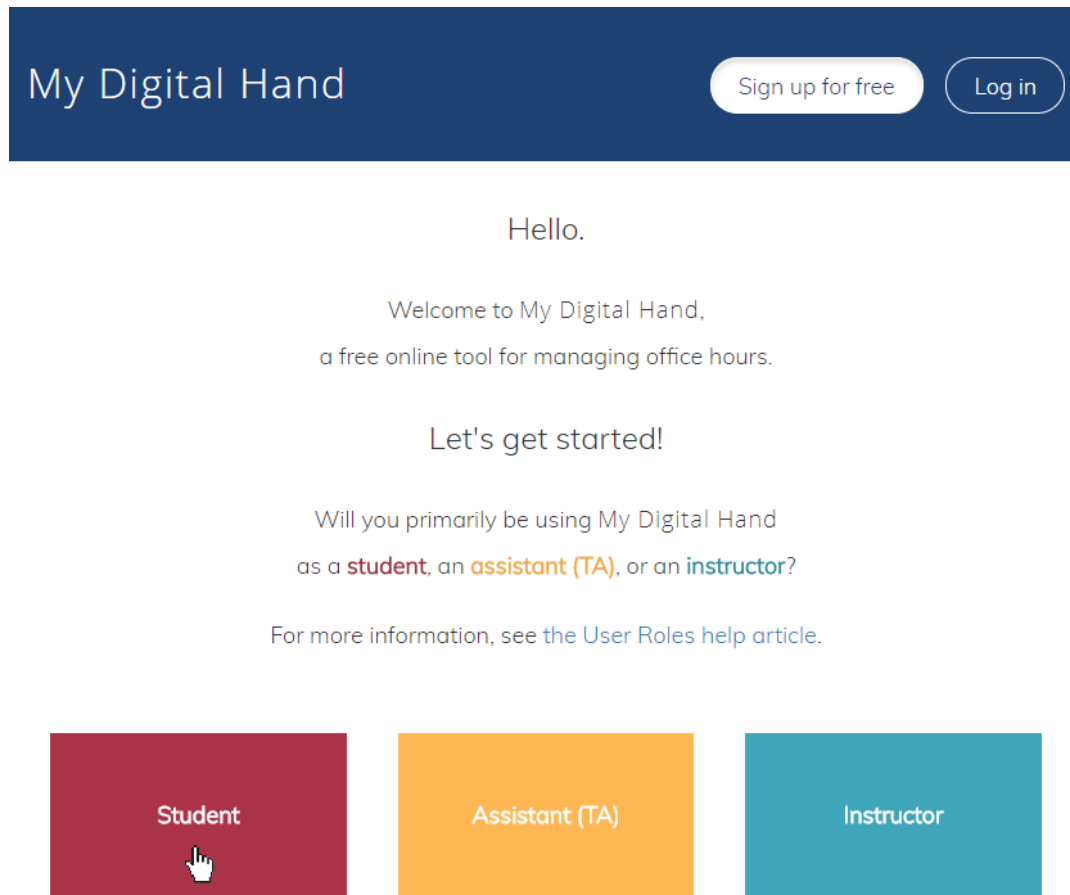 My Digital Hand
Sign up for free
Log in
Hello.
Welcome to My Digital Hand,
a free online tool for managing office hours.
Let's get started!
Will you primarily be using My Digital Hand
as a student, an assistant (TA), or an instructor?
For more information, see the User Roles help article.
Student
Assistant (TA)
Instructor